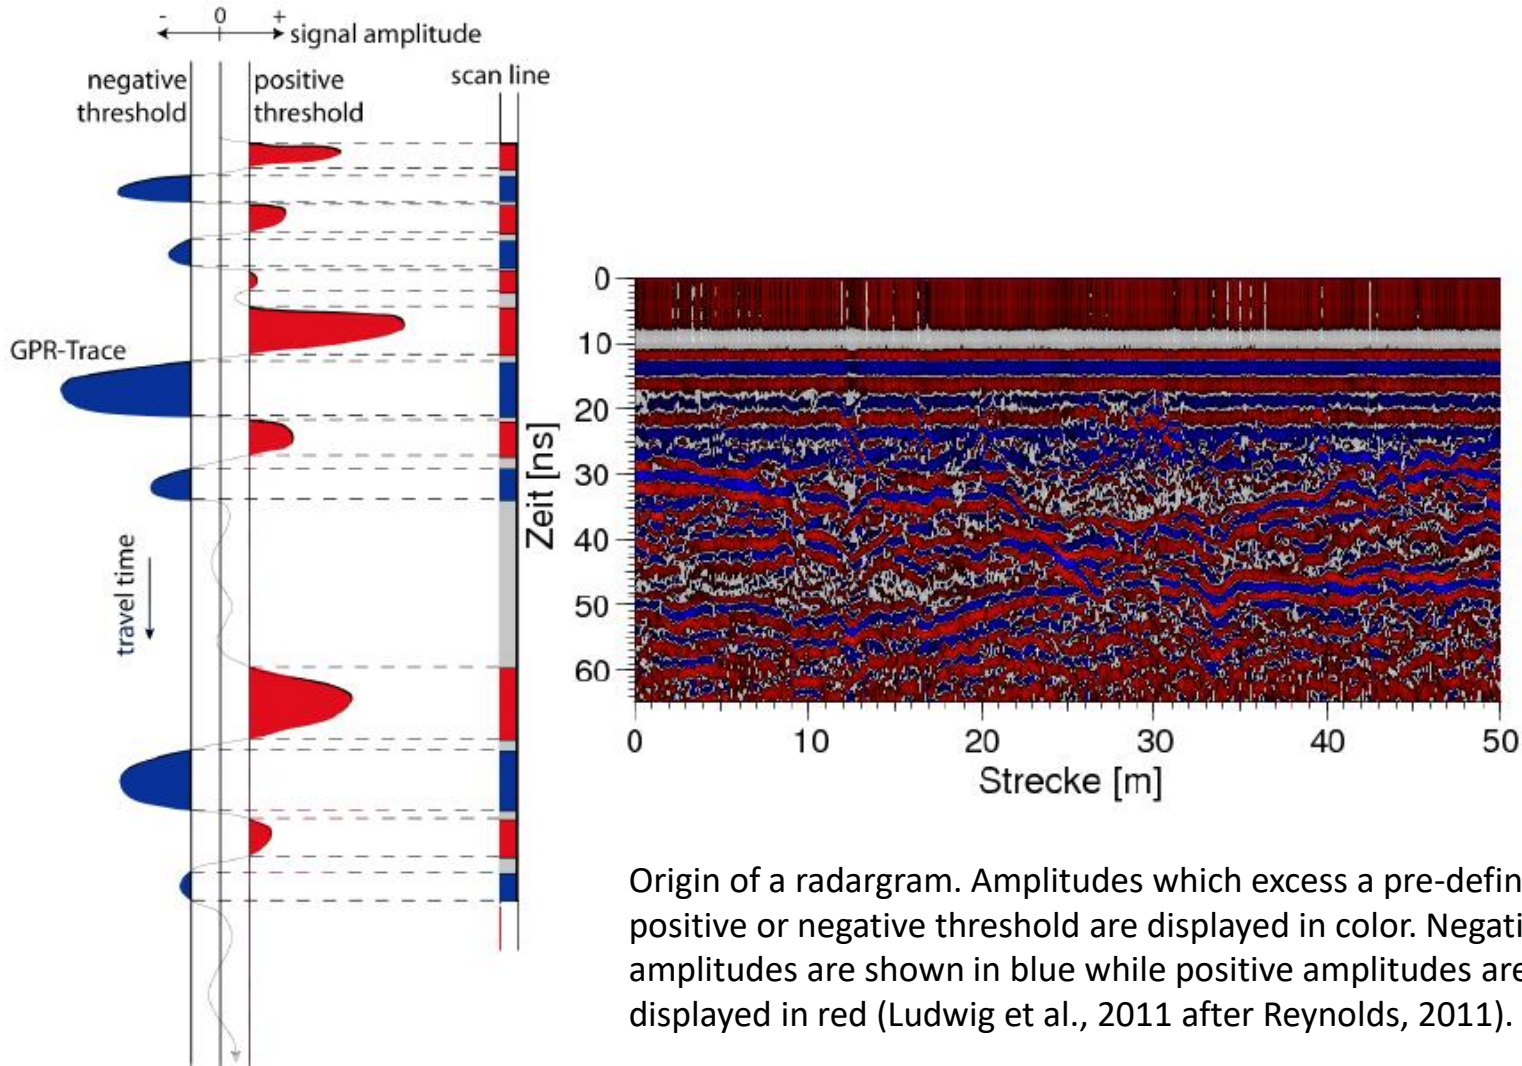 - 0 +
signal amplitude
negative threshold
positive threshold
scan line
GPR-Trace
travel time
Zeit [ns]
0
10
20
30
40
50
60
0 10 20 30 40 50
Strecke [m]
Origin of a radargram. Amplitudes which excess a pre-defin
positive or negative threshold are displayed in color. Negati
amplitudes are shown in blue while positive amplitudes are
displayed in red (Ludwig et al., 2011 after Reynolds, 2011).